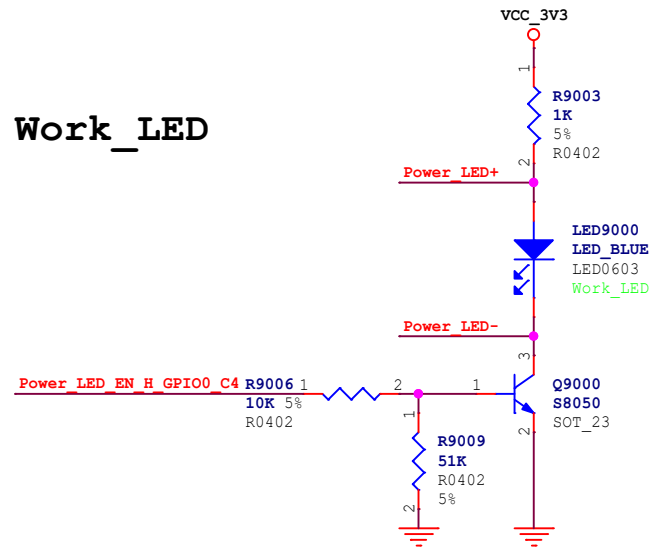 VCC_3V3
1
R9003
1K
5%
R0402
2
Work_LED
Power_LED+
LED9000
LED_BLUE
LED0603
Work_LED
Power_LED-
3
Q9000
S8050
SOT_23
1
2
Power_LED_EN_H_GPIO0_C4
R9006
10K 5%
R0402
1
2
1
R9009
51K
R0402
5%
2